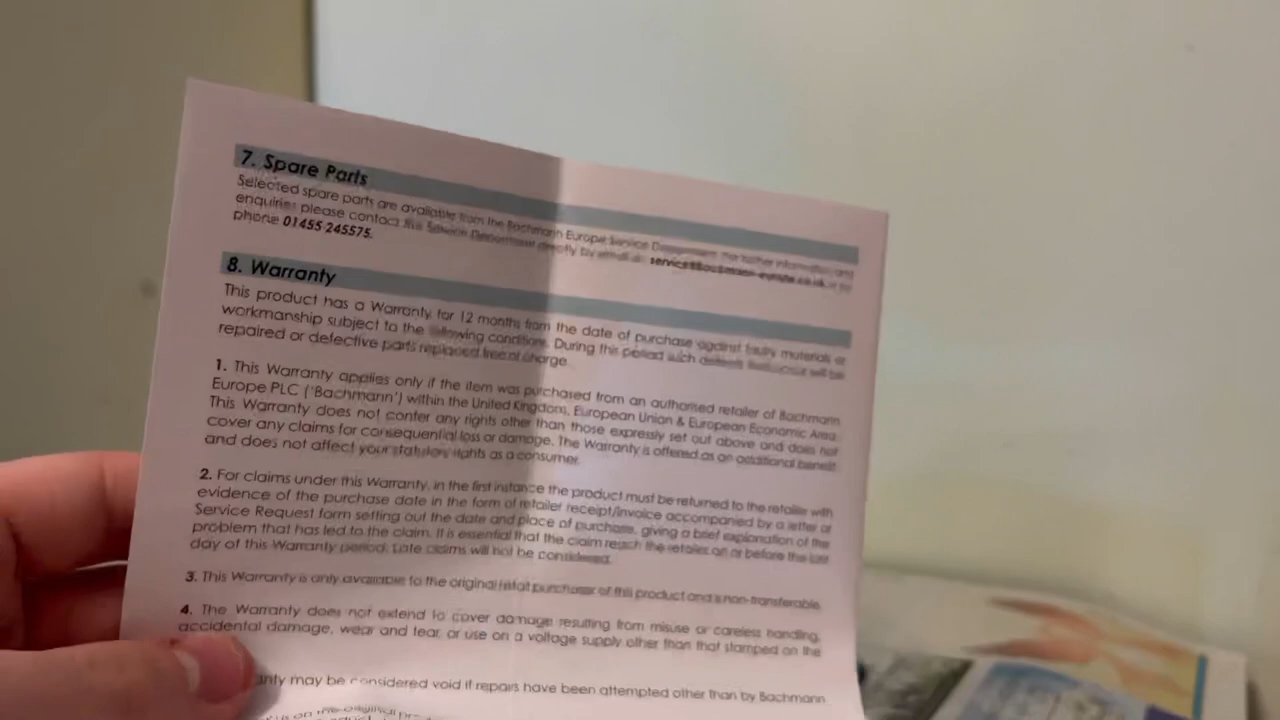 7. Spare Parts
Selected spare parts are available from the Bachmann Europe Service Department. For further information and
enquiries please contact the Service Department directly by email at service@bachmann-europe.co.uk or by
phone 01455 245575.
8. Warranty
This product has a Warranty for 12 months from the date of purchase against faulty materials or
workmanship subject to the following conditions. During this period such defects will be
repaired or defective parts replaced free of charge.
1. This Warranty applies only if the item was purchased from an authorised retailer of Bachmann
Europe PLC ('Bachmann') within the United Kingdom, European Union & European Economic Area.
This Warranty does not confer any rights other than those expressly set out above and does not
cover any claims for consequential loss or damage. The Warranty is offered as an additional benefit
and does not affect your statutory rights as a consumer.
2. For claims under this Warranty, in the first instance the product must be returned to the retailer with
evidence of the purchase date in the form of retailer receipt/invoice accompanied by a letter or
Service Request form setting out the date and place of purchase, giving a brief explanation of the
problem that has led to the claim. It is essential that the claim reach the retailer on or before the last
day of this Warranty period. Late claims will not be considered.
3. This Warranty is only available to the original retail purchaser of this product and is non-transferable.
4. The Warranty does not extend to cover damage resulting from misuse or careless handling,
accidental damage, wear and tear, or use on a voltage supply other than that stamped on the
may be considered void if repairs have been attempted other than by Bachmann
on the original